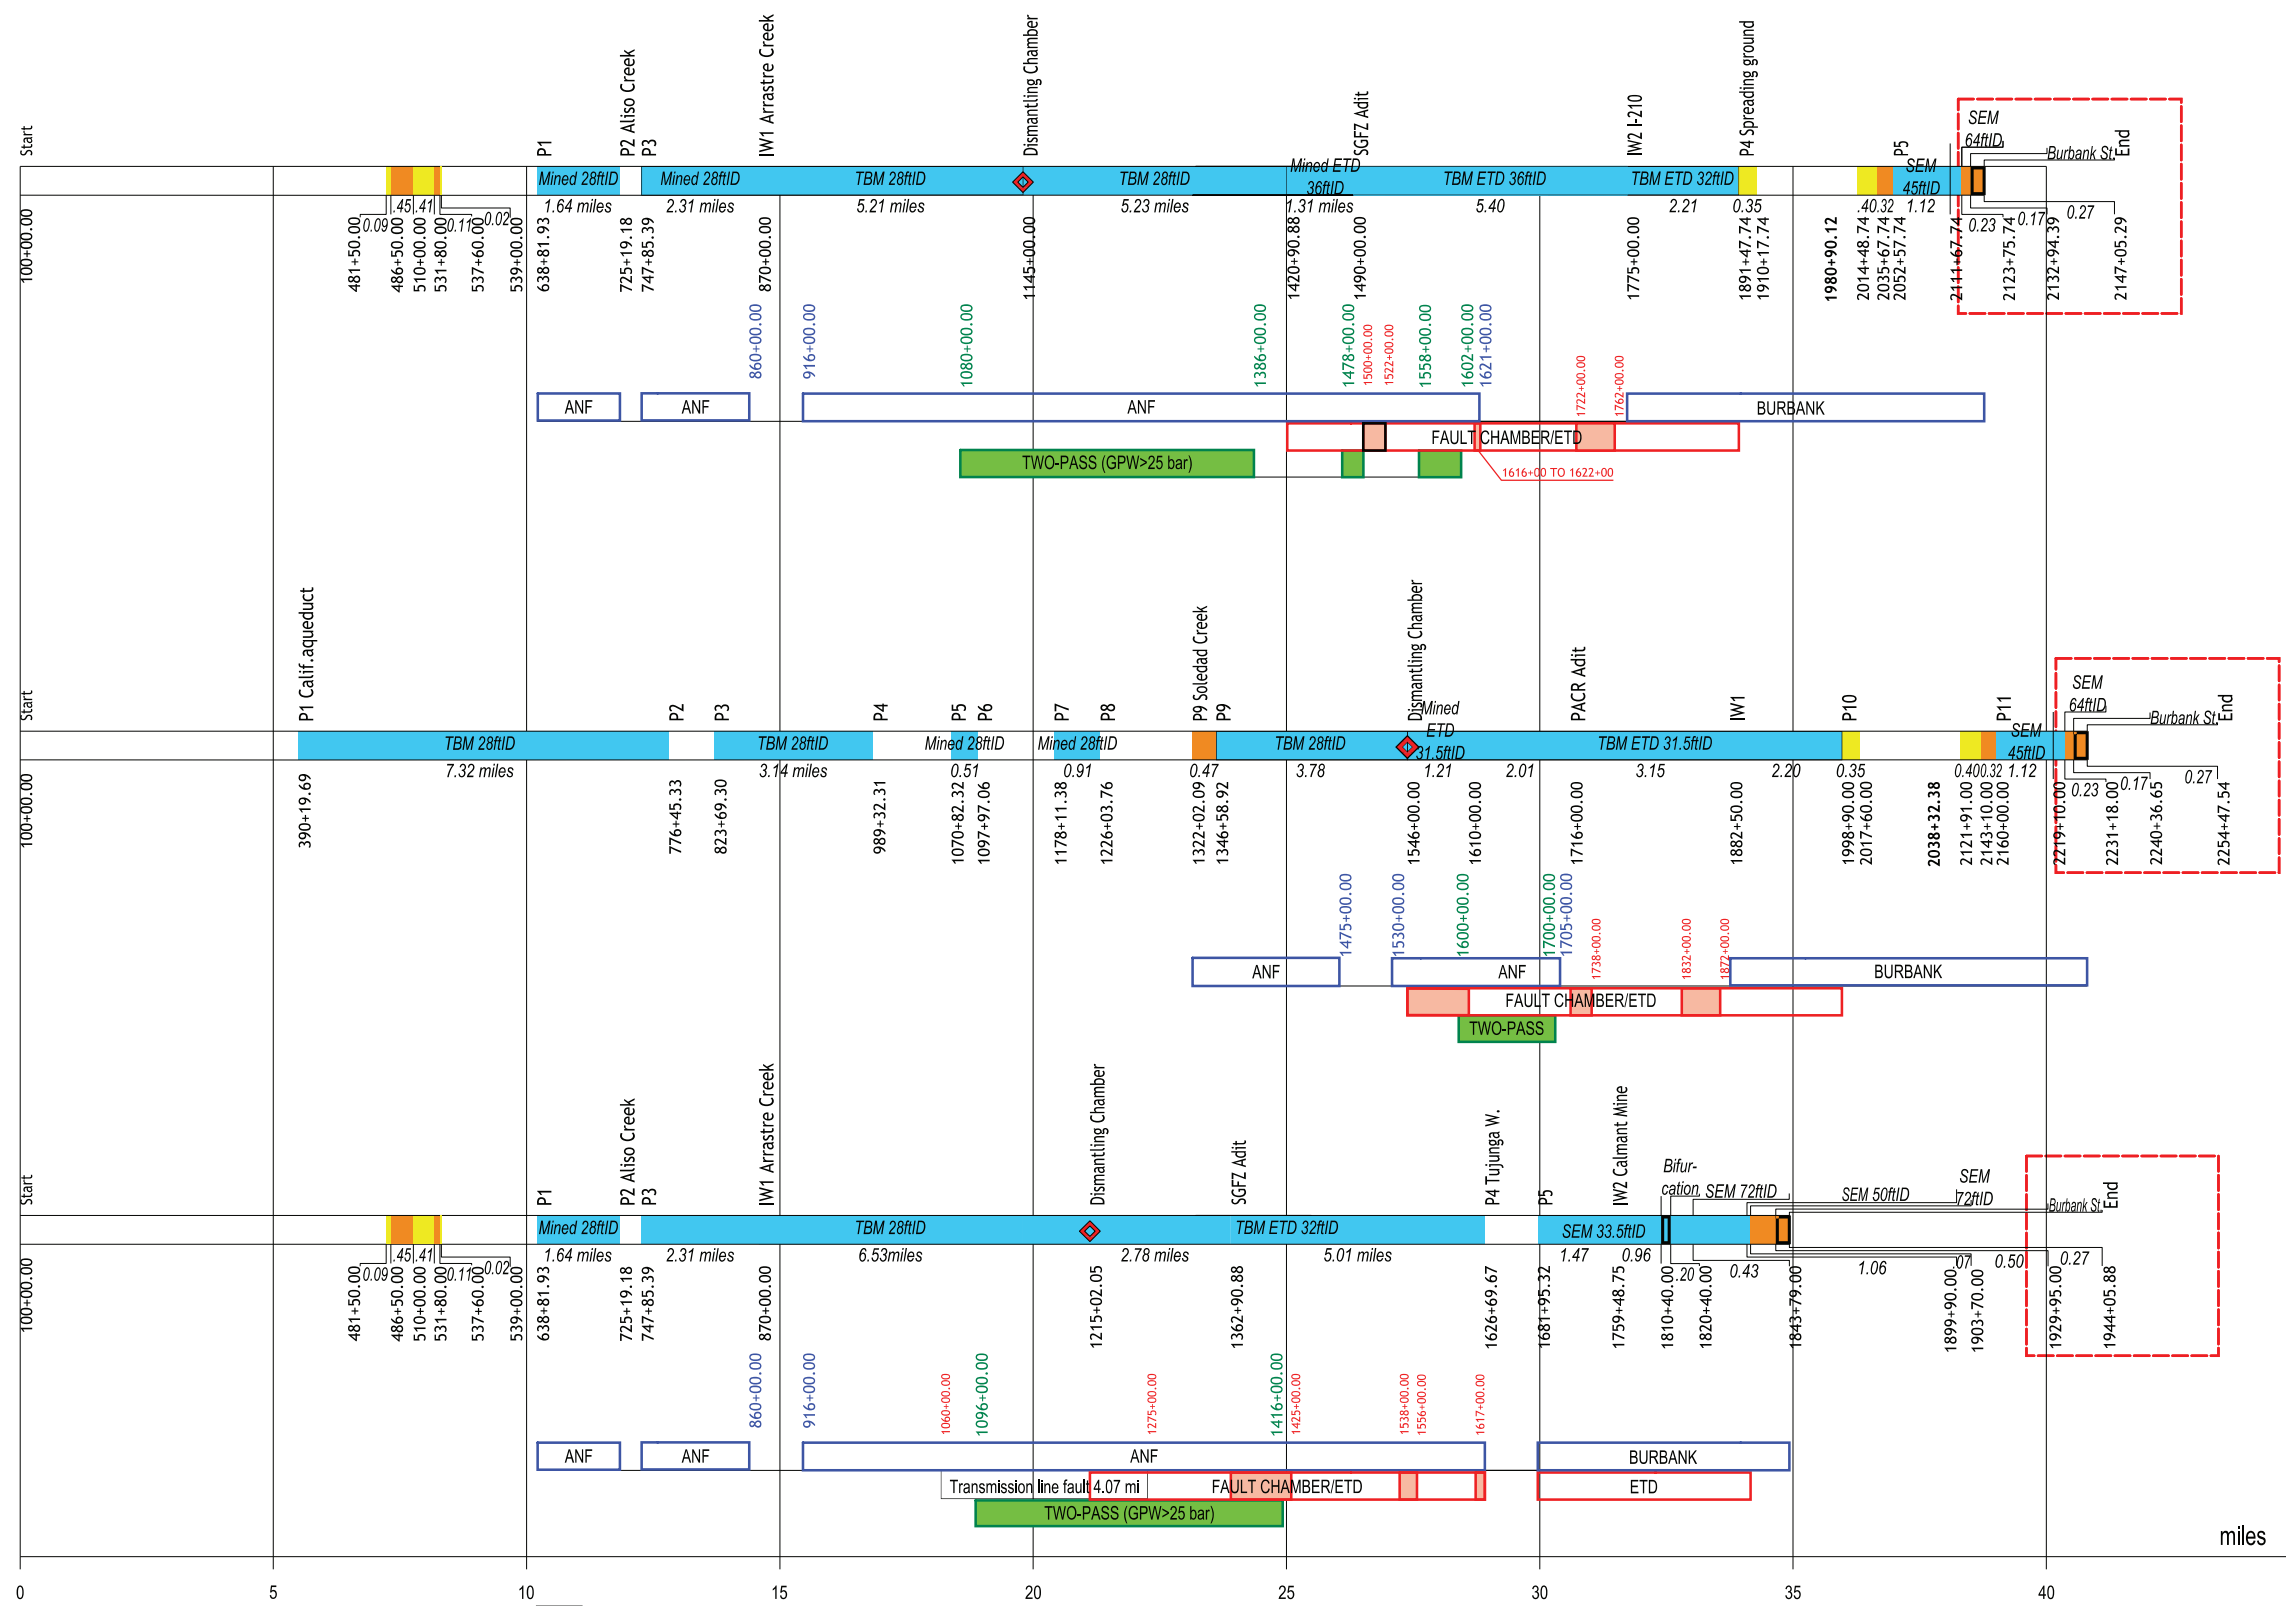 Start
P1
P2 Aliso Creek
P3
IW1 Arrastre Creek
Dismantling Chamber
SGFZ Adit
IW2 I-210
P4 Spreading ground
P5
SEM
64ftID
Burbank St.
End
Mined 28ftID
Mined 28ftID
TBM 28ftID
TBM 28ftID
Mined ETD
36ftID
TBM ETD 36ftID
TBM ETD 32ftID
SEM
45ftID
0.09
.45
.41
0.11
0.02
1.64 miles
2.31 miles
5.21 miles
5.23 miles
1.31 miles
5.40
2.21
0.35
.40
0.32
1.12
0.23
0.17
0.27
100+00.00
481+50.00
486+50.00
510+00.00
531+80.00
537+60.00
539+00.00
638+81.93
725+19.18
747+85.39
870+00.00
1145+00.00
1420+90.88
1490+00.00
1775+00.00
1891+47.74
1910+17.74
1980+90.12
2014+48.74
2035+67.74
2052+57.74
2111+67.74
2123+75.74
2132+94.39
2147+05.29
860+00.00
916+00.00
1080+00.00
1386+00.00
1478+00.00
1500+00.00
1522+00.00
1558+00.00
1602+00.00
1621+00.00
1722+00.00
1762+00.00
ANF
ANF
ANF
BURBANK
FAULT CHAMBER/ETD
TWO-PASS (GPW>25 bar)
1616+00 TO 1622+00
Start
P1 Calif.aqueduct
P2
P3
P4
P5
P6
P7
P8
P9 Soledad Creek
P9
Dismantling Chamber
PACR Adit
IW1
P10
P11
SEM
64ftID
Burbank St.
End
TBM 28ftID
TBM 28ftID
Mined 28ftID
Mined 28ftID
TBM 28ftID
Mined
ETD
31.5ftID
TBM ETD 31.5ftID
SEM
45ftID
7.32 miles
3.14 miles
0.51
0.91
0.47
3.78
1.21
2.01
3.15
2.20
0.35
0.40
0.32
1.12
0.23
0.17
0.27
100+00.00
390+19.69
776+45.33
823+69.30
989+32.31
1070+82.32
1097+97.06
1178+11.38
1226+03.76
1322+02.09
1346+58.92
1546+00.00
1610+00.00
1716+00.00
1882+50.00
1998+90.00
2017+60.00
2038+32.38
2121+91.00
2143+10.00
2160+00.00
2219+10.00
2231+18.00
2240+36.65
2254+47.54
1475+00.00
1530+00.00
1600+00.00
1700+00.00
1705+00.00
1738+00.00
1832+00.00
1872+00.00
ANF
ANF
BURBANK
FAULT CHAMBER/ETD
TWO-PASS
Start
P1
P2 Aliso Creek
P3
IW1 Arrastre Creek
Dismantling Chamber
SGFZ Adit
P4 Tujunga W.
P5
IW2 Calmant Mine
Bifur-
cation
SEM 72ftID
SEM 50ftID
SEM
72ftID
Burbank St.
End
Mined 28ftID
TBM 28ftID
TBM ETD 32ftID
SEM 33.5ftID
0.09
.45
.41
0.11
0.02
1.64 miles
2.31 miles
6.53miles
2.78 miles
5.01 miles
1.47
0.96
.20
0.43
1.06
.07
0.50
0.27
100+00.00
481+50.00
486+50.00
510+00.00
531+80.00
537+60.00
539+00.00
638+81.93
725+19.18
747+85.39
870+00.00
1215+02.05
1362+90.88
1626+69.67
1681+95.32
1759+48.75
1810+40.00
1820+40.00
1843+79.00
1899+90.00
1903+70.00
1929+95.00
1944+05.88
860+00.00
916+00.00
1060+00.00
1096+00.00
1275+00.00
1416+00.00
1425+00.00
1538+00.00
1556+00.00
1617+00.00
ANF
ANF
ANF
BURBANK
Transmission line fault 4.07 mi
FAULT CHAMBER/ETD
ETD
TWO-PASS (GPW>25 bar)
miles
0
5
10
15
20
25
30
35
40